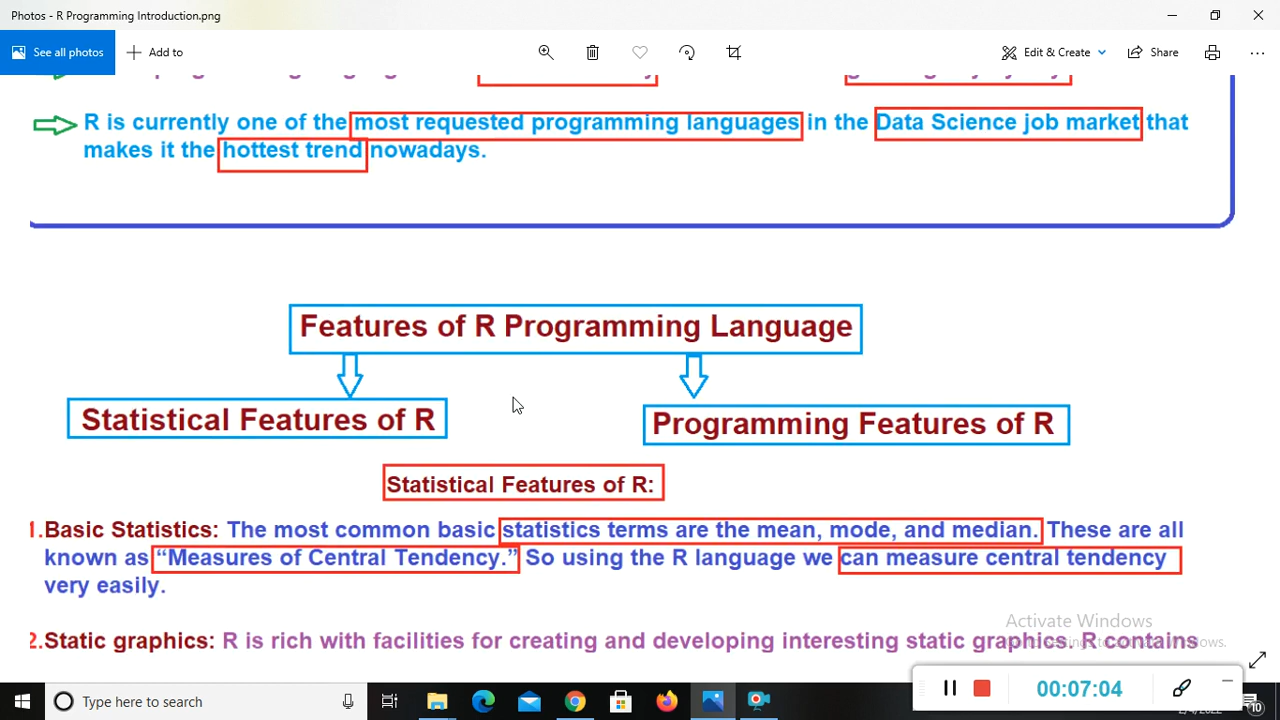 Photos - R Programming Introduction.png
See all photos
Add to
Edit & Create
Share
R is currently one of the most requested programming languages in the Data Science job market that
makes it the hottest trend nowadays.
Features of R Programming Language
Statistical Features of R
Programming Features of R
Statistical Features of R:
1.Basic Statistics: The most common basic statistics terms are the mean, mode, and median. These are all
known as “Measures of Central Tendency.” So using the R language we can measure central tendency
very easily.
2.Static graphics: R is rich with facilities for creating and developing interesting static graphics. R contains
Activate Windows
00:07:04
Type here to search
10